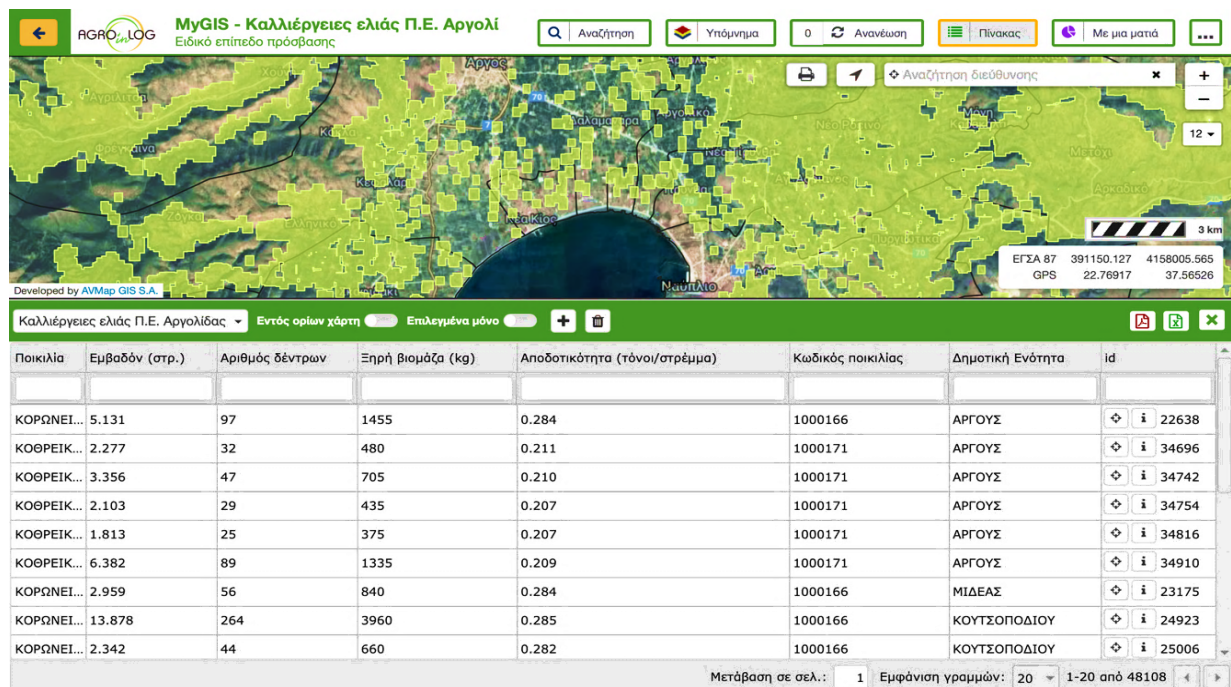 AGROinLOG
MyGIS - Καλλιέργειες ελιάς Π.Ε. Αργολί
Ειδικό επίπεδο πρόσβασης
Αναζήτηση
Υπόμνημα
0 Ανανέωση
Πίνακας
Με μια ματιά
...
Αναζήτηση διεύθυνσης
+
−
12
Άργος
Νέα Κίος
Ναύπλιο
Αρκαδικό
70
3 km
ΕΓΣΑ 87 391150.127 4158005.565
GPS 22.76917 37.56526
Developed by AVMap GIS S.A.
Καλλιέργειες ελιάς Π.Ε. Αργολίδας Εντός ορίων χάρτη Επιλεγμένα μόνο
Ποικιλία Εμβαδόν (στρ.) Αριθμός δέντρων Ξηρή βιομάζα (kg) Αποδοτικότητα (τόνοι/στρέμμα) Κωδικός ποικιλίας Δημοτική Ενότητα id
ΚΟΡΩΝΕΙ... 5.131 97 1455 0.284 1000166 ΑΡΓΟΥΣ 22638
ΚΟΘΡΕΙΚ... 2.277 32 480 0.211 1000171 ΑΡΓΟΥΣ 34696
ΚΟΘΡΕΙΚ... 3.356 47 705 0.210 1000171 ΑΡΓΟΥΣ 34742
ΚΟΘΡΕΙΚ... 2.103 29 435 0.207 1000171 ΑΡΓΟΥΣ 34754
ΚΟΘΡΕΙΚ... 1.813 25 375 0.207 1000171 ΑΡΓΟΥΣ 34816
ΚΟΘΡΕΙΚ... 6.382 89 1335 0.209 1000171 ΑΡΓΟΥΣ 34910
ΚΟΡΩΝΕΙ... 2.959 56 840 0.284 1000166 ΜΙΔΕΑΣ 23175
ΚΟΡΩΝΕΙ... 13.878 264 3960 0.285 1000166 ΚΟΥΤΣΟΠΟΔΙΟΥ 24923
ΚΟΡΩΝΕΙ... 2.342 44 660 0.282 1000166 ΚΟΥΤΣΟΠΟΔΙΟΥ 25006
Μετάβαση σε σελ.: 1 Εμφάνιση γραμμών: 20 1-20 από 48108